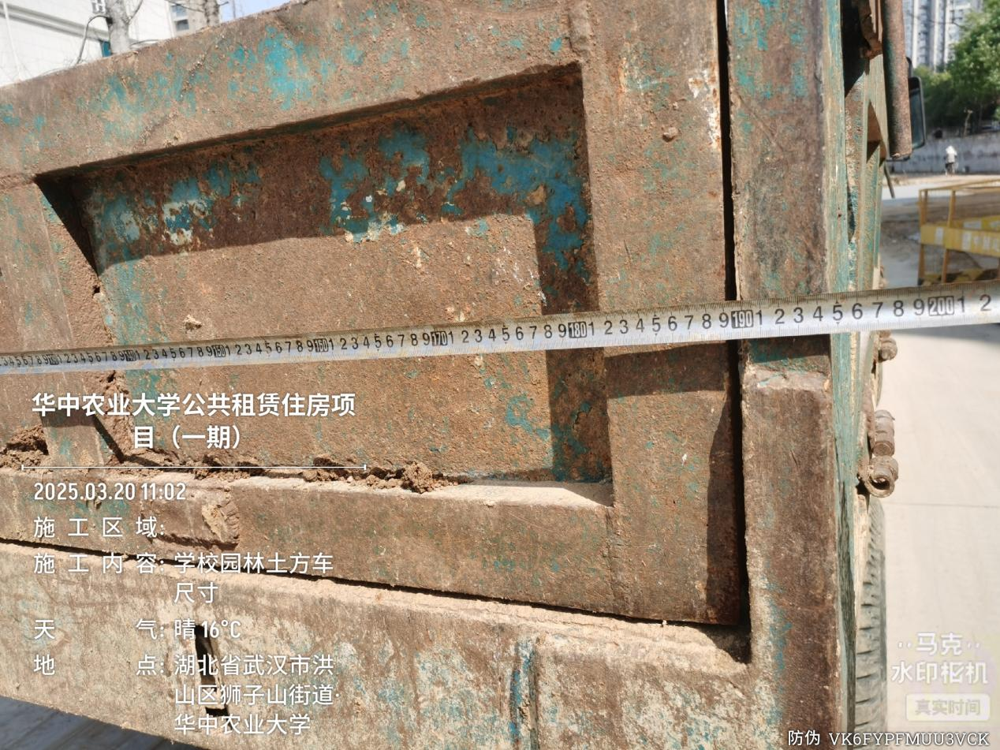 12345678918012345678919012345678920012
华中农业大学公共租赁住房项
目（一期）
2025.03.20 11:02
施工区域:
施工内容: 学校园林土方车
尺寸
天气: 晴 16°C
地点: 湖北省武汉市洪
山区狮子山街道·
华中农业大学
马克
水印相机
真实时间
防伪 VK6FYPFMUU3VCK